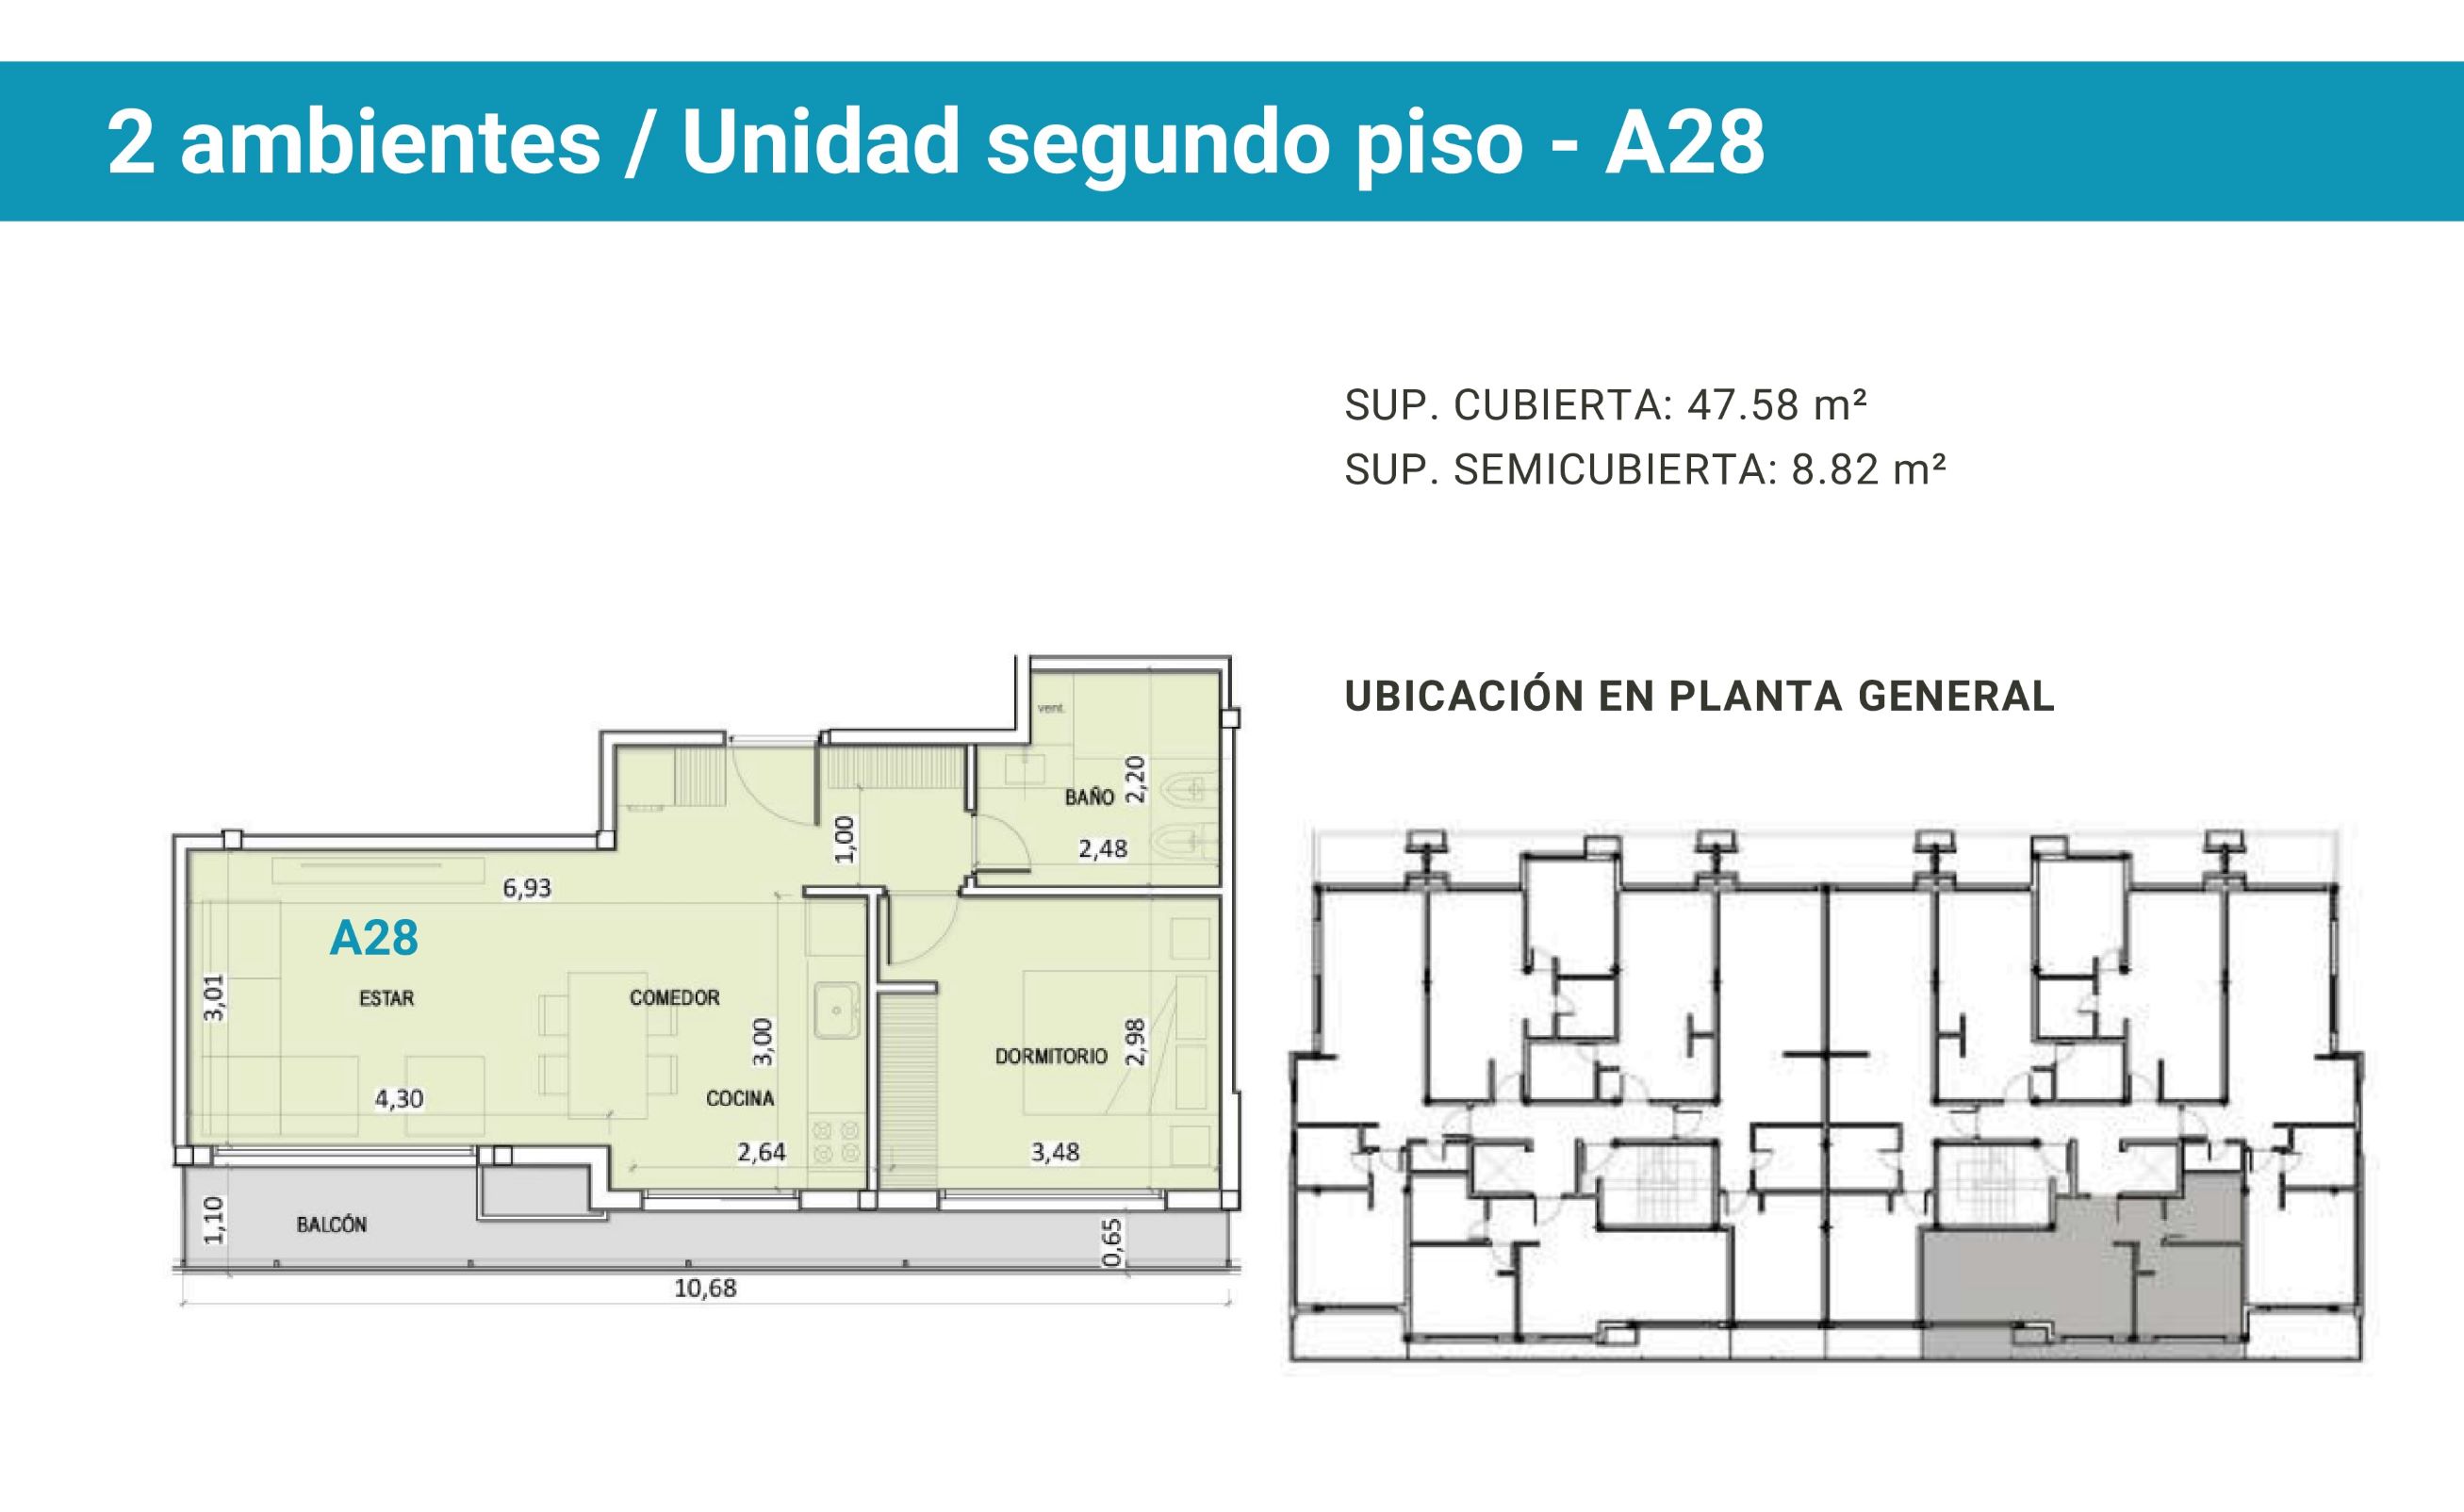 2 ambientes / Unidad segundo piso - A28
SUP. CUBIERTA: 47.58 m²
SUP. SEMICUBIERTA: 8.82 m²
UBICACIÓN EN PLANTA GENERAL
vent.
BAÑO
2,20
2,48
1,00
6,93
A28
3,01
ESTAR
COMEDOR
3,00
DORMITORIO
2,98
4,30
COCINA
2,64
3,48
1,10
BALCÓN
0,65
10,68